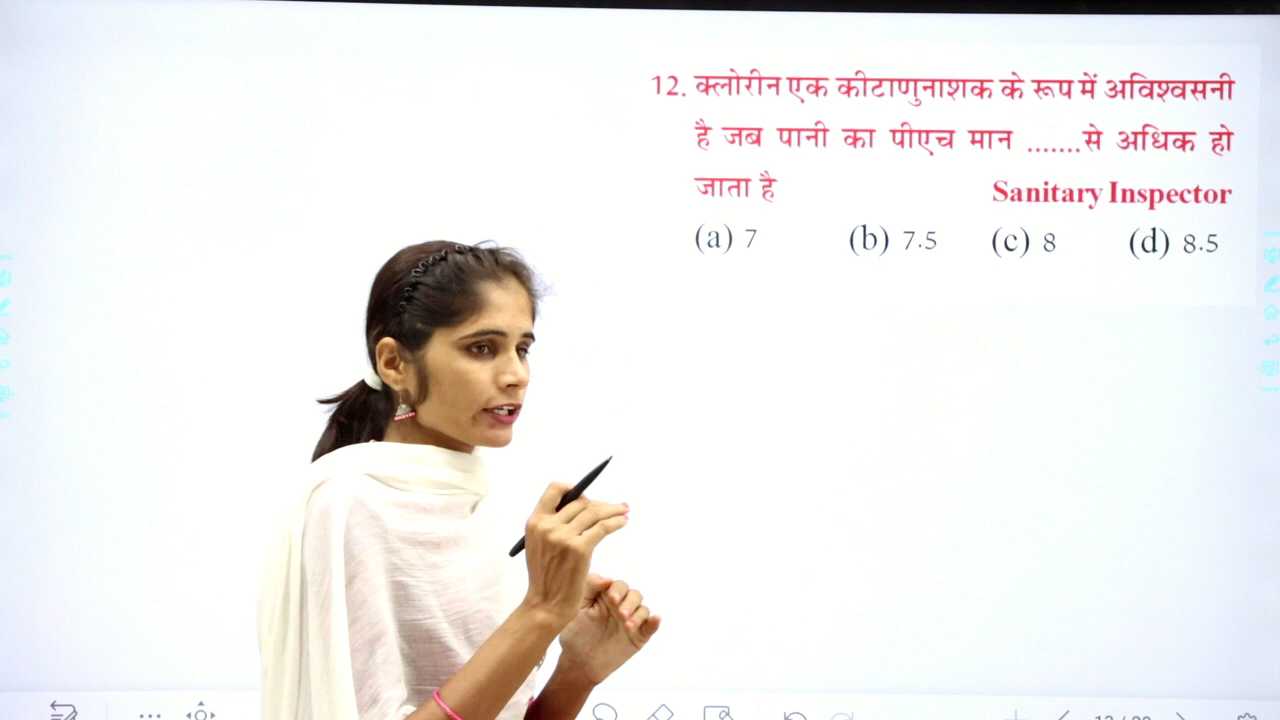 12. क्लोरीन एक कीटाणुनाशक के रूप में अविश्वसनी
है जब पानी का पीएच मान .......से अधिक हो
जाता है Sanitary Inspector
(a) 7 (b) 7.5 (c) 8 (d) 8.5